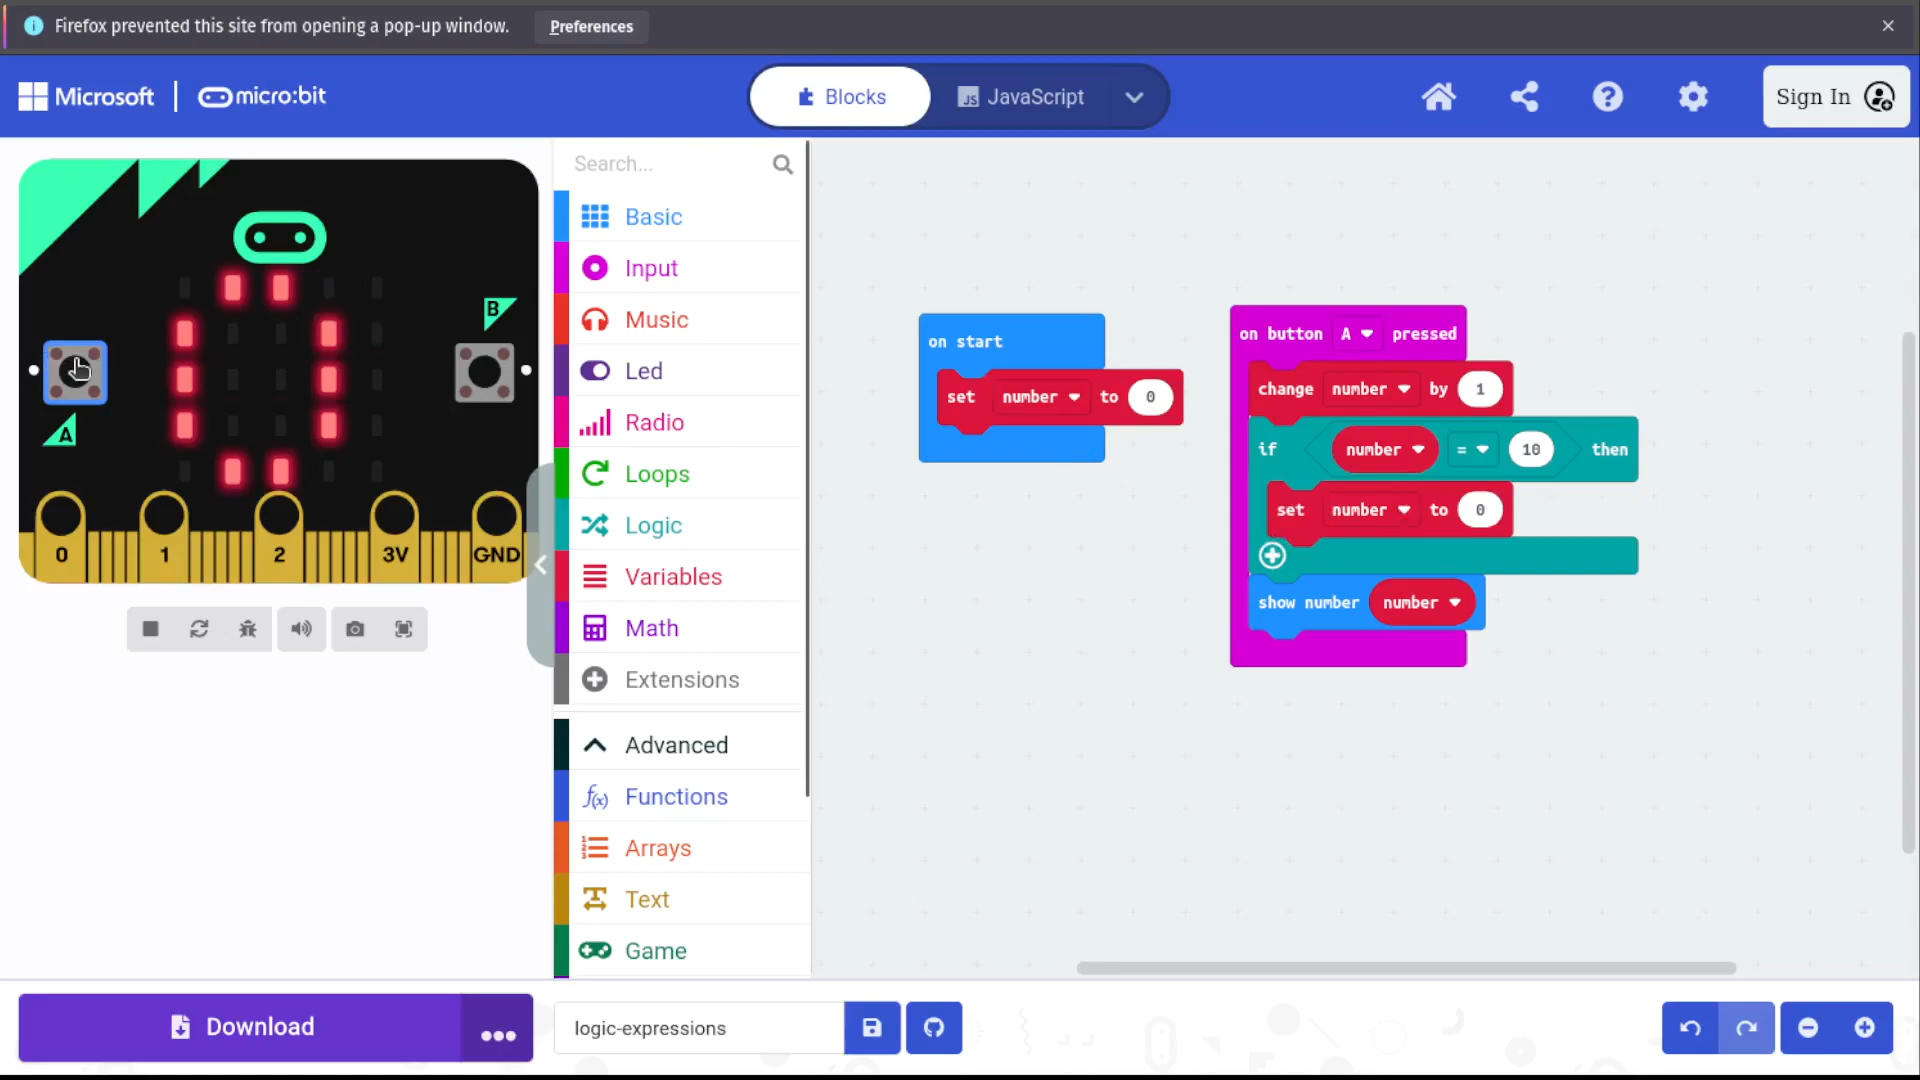 Firefox prevented this site from opening a pop-up window. Preferences
Microsoft micro:bit
Blocks JavaScript
JS
Sign In
B
A
0 1 2 3V GND
Search...
Basic
Input
Music
Led
Radio
Loops
Logic
Variables
Math
Extensions
Advanced
f(x) Functions
Arrays
Text
Game
on start
set number to 0
on button A pressed
change number by 1
if number = 10 then
set number to 0
show number number
Download
logic-expressions